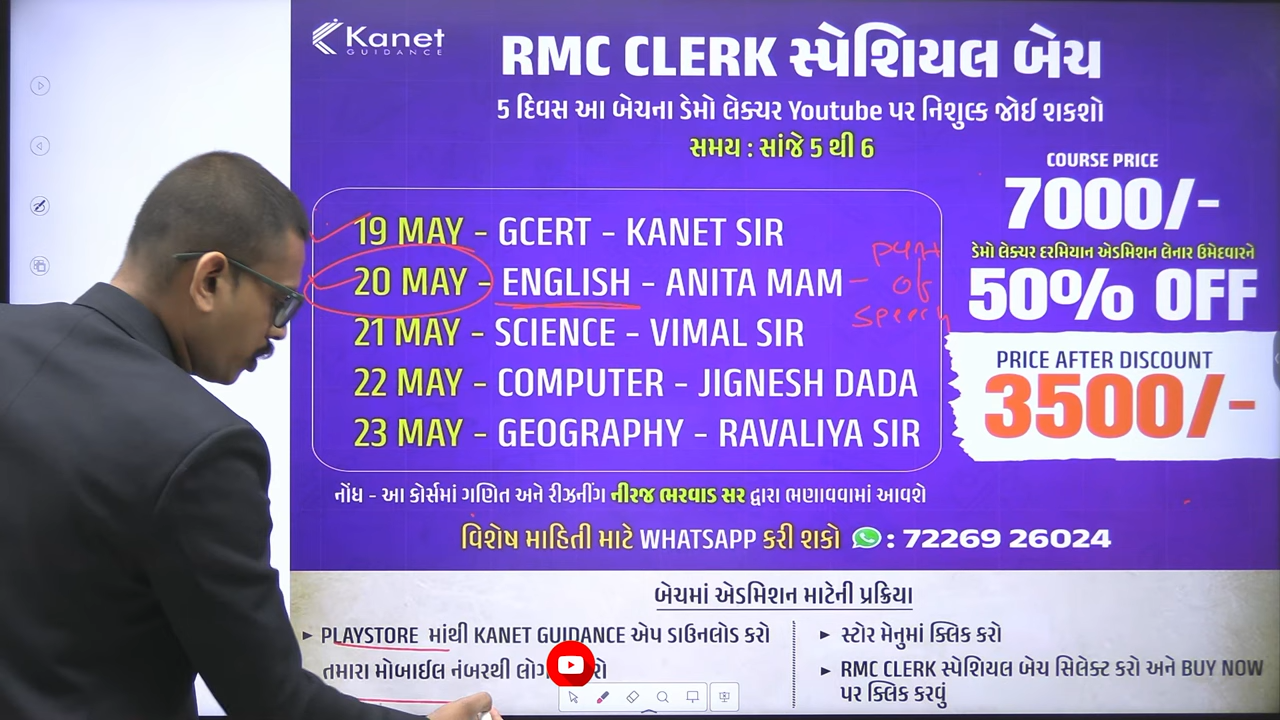 Kanet
GUIDANCE
RMC CLERK સ્પેશિયલ બેચ
5 દિવસ આ બેચના ડેમો લેક્ચર Youtube પર નિશુલ્ક જોઈ શકશો
સમય : સાંજે 5 થી 6
19 MAY - GCERT - KANET SIR
20 MAY - ENGLISH - ANITA MAM - part of speech
21 MAY - SCIENCE - VIMAL SIR
22 MAY - COMPUTER - JIGNESH DADA
23 MAY - GEOGRAPHY - RAVALIYA SIR
COURSE PRICE
7000/-
ડેમો લેક્ચર દરમિયાન એડમિશન લેનાર ઉમેદવારને
50% OFF
PRICE AFTER DISCOUNT
3500/-
નોંધ - આ કોર્સમાં ગણિત અને રીઝનીંગ નીરજ ભરવાડ સર દ્વારા ભણાવવામાં આવશે
વિશેષ માહિતી માટે WHATSAPP કરી શકો : 72269 26024
બેચમાં એડમિશન માટેની પ્રક્રિયા
PLAYSTORE માંથી KANET GUIDANCE એપ ડાઉનલોડ કરો
તમારા મોબાઈલ નંબરથી
સ્ટોર મેનુમાં ક્લિક કરો
RMC CLERK સ્પેશિયલ બેચ સિલેક્ટ કરો અને BUY NOW
પર ક્લિક કરવું